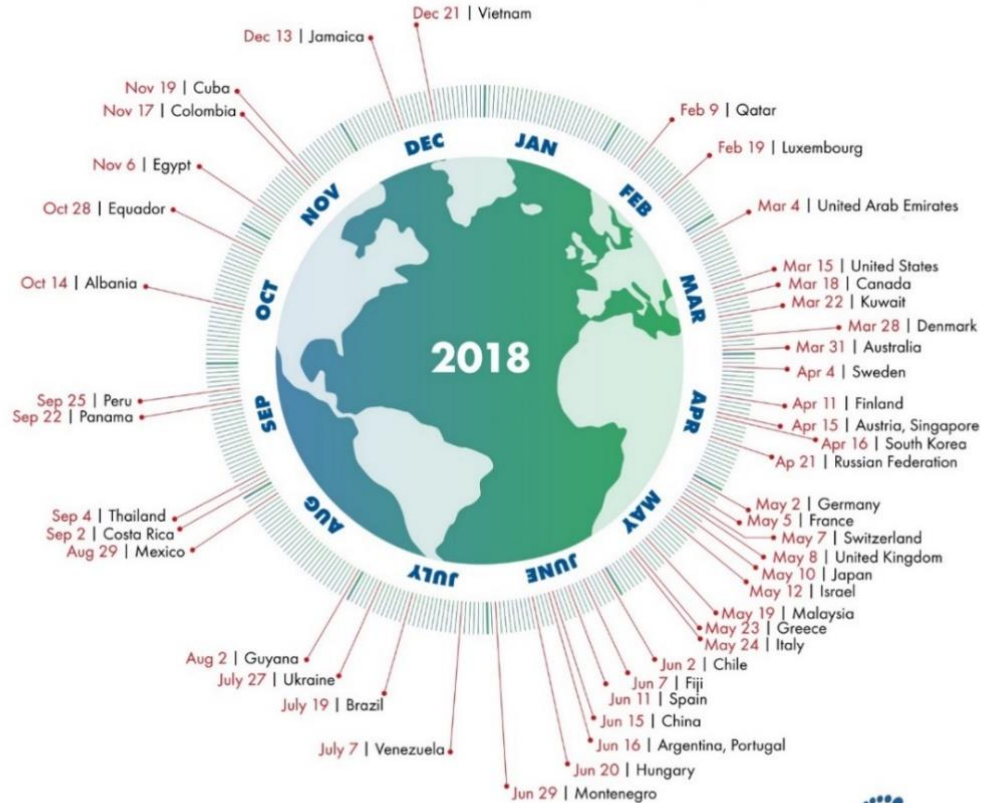 Dec 21 | Vietnam
Dec 13 | Jamaica
Nov 19 | Cuba
Nov 17 | Colombia
Nov 6 | Egypt
Oct 28 | Equador
Oct 14 | Albania
Sep 25 | Peru
Sep 22 | Panama
Sep 4 | Thailand
Sep 2 | Costa Rica
Aug 29 | Mexico
Aug 2 | Guyana
July 27 | Ukraine
July 19 | Brazil
July 7 | Venezuela
DEC
JAN
NOV
FEB
OCT
MAR
2018
SEP
APR
AUG
MAY
JULY
JUNE
Feb 9 | Qatar
Feb 19 | Luxembourg
Mar 4 | United Arab Emirates
Mar 15 | United States
Mar 18 | Canada
Mar 22 | Kuwait
Mar 28 | Denmark
Mar 31 | Australia
Apr 4 | Sweden
Apr 11 | Finland
Apr 15 | Austria, Singapore
Apr 16 | South Korea
Ap 21 | Russian Federation
May 2 | Germany
May 5 | France
May 7 | Switzerland
May 8 | United Kingdom
May 10 | Japan
May 12 | Israel
May 19 | Malaysia
May 23 | Greece
May 24 | Italy
Jun 2 | Chile
Jun 7 | Fiji
Jun 11 | Spain
Jun 15 | China
Jun 16 | Argentina, Portugal
Jun 20 | Hungary
Jun 29 | Montenegro